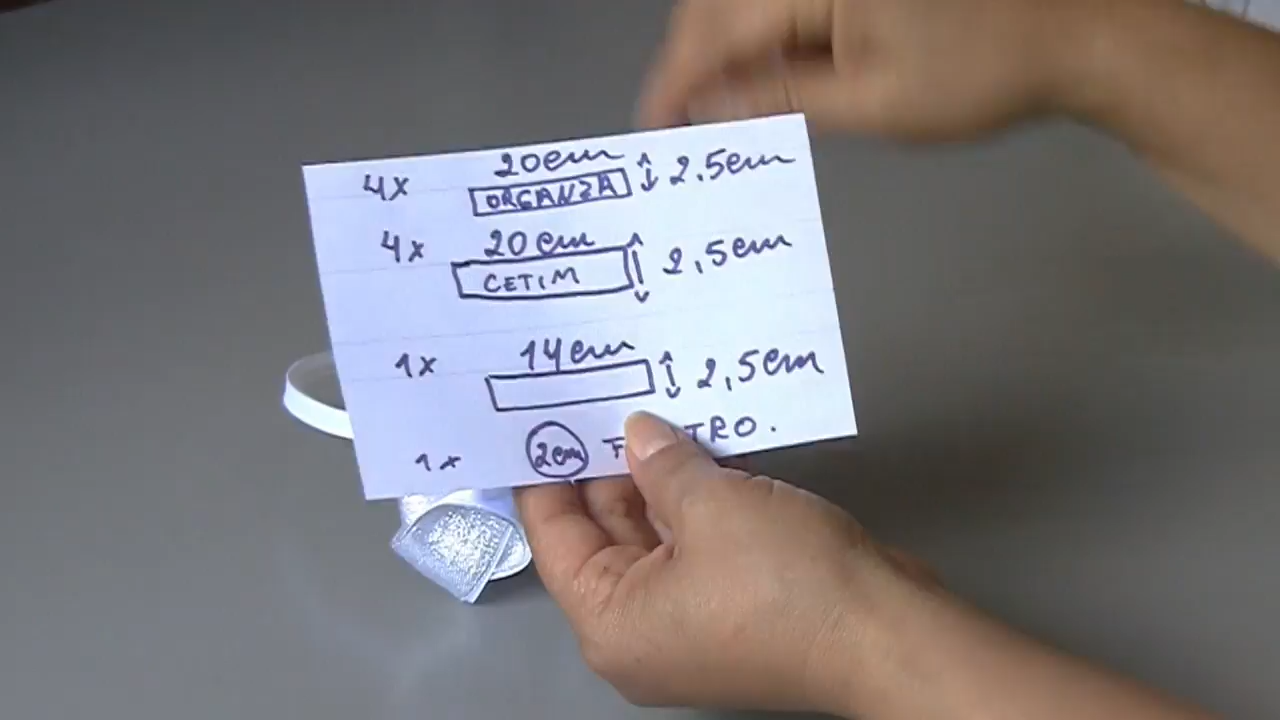 4x 20cm 2.5cm
ORGANZA
4x 20cm 2,5cm
CETIM
1x 14cm 2,5cm
1x 2cm